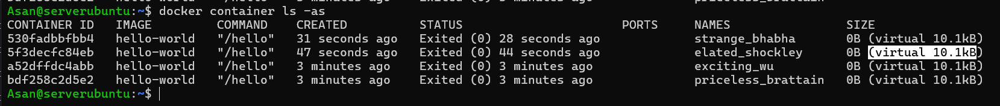 Asan@serverubuntu:~$ docker container ls -as
CONTAINER ID   IMAGE         COMMAND    CREATED          STATUS                      PORTS     NAMES                SIZE
530fadbbfbb4   hello-world   "/hello"   31 seconds ago   Exited (0) 28 seconds ago             strange_bhabha       0B (virtual 10.1kB)
5f3decfc84eb   hello-world   "/hello"   47 seconds ago   Exited (0) 44 seconds ago             elated_shockley      0B (virtual 10.1kB)
a52dffdc4abb   hello-world   "/hello"   3 minutes ago    Exited (0) 3 minutes ago              exciting_wu          0B (virtual 10.1kB)
bdf258c2d5e2   hello-world   "/hello"   3 minutes ago    Exited (0) 3 minutes ago              priceless_brattain   0B (virtual 10.1kB)
Asan@serverubuntu:~$